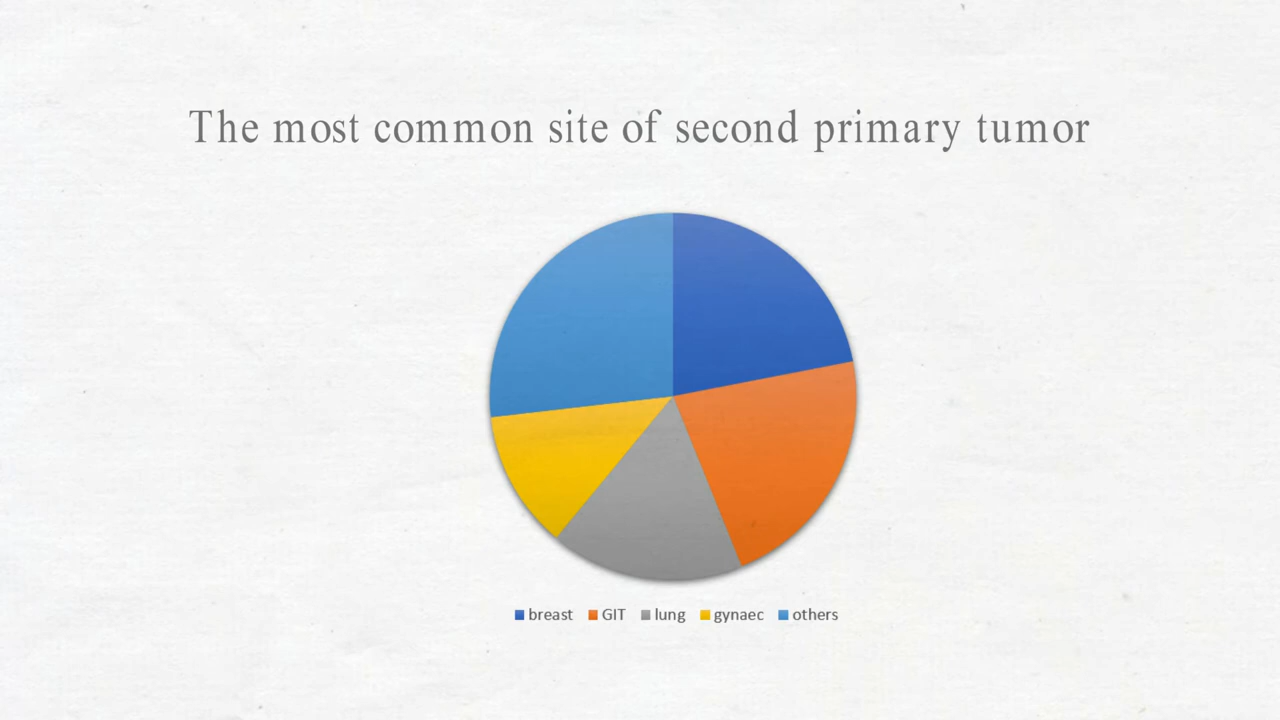 The most common site of second primary tumor
breast GIT lung gynaec others